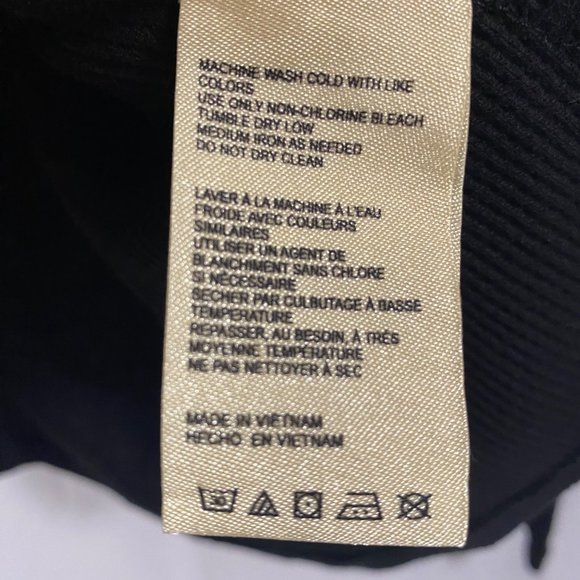 MACHINE WASH COLD WITH LIKE
COLORS
USE ONLY NON-CHLORINE BLEACH
TUMBLE DRY LOW
MEDIUM IRON AS NEEDED
DO NOT DRY CLEAN
LAVER À LA MACHINE À L'EAU
FROIDE AVEC COULEURS
SIMILAIRES
UTILISER UN AGENT DE
BLANCHIMENT SANS CHLORE
SI NÉCESSAIRE
SÉCHER PAR CULBUTAGE À BASSE
TEMPÉRATURE
REPASSER, AU BESOIN, À TRÈS
MOYENNE TEMPÉRATURE
NE PAS NETTOYER À SEC
MADE IN VIETNAM
HECHO EN VIETNAM
30